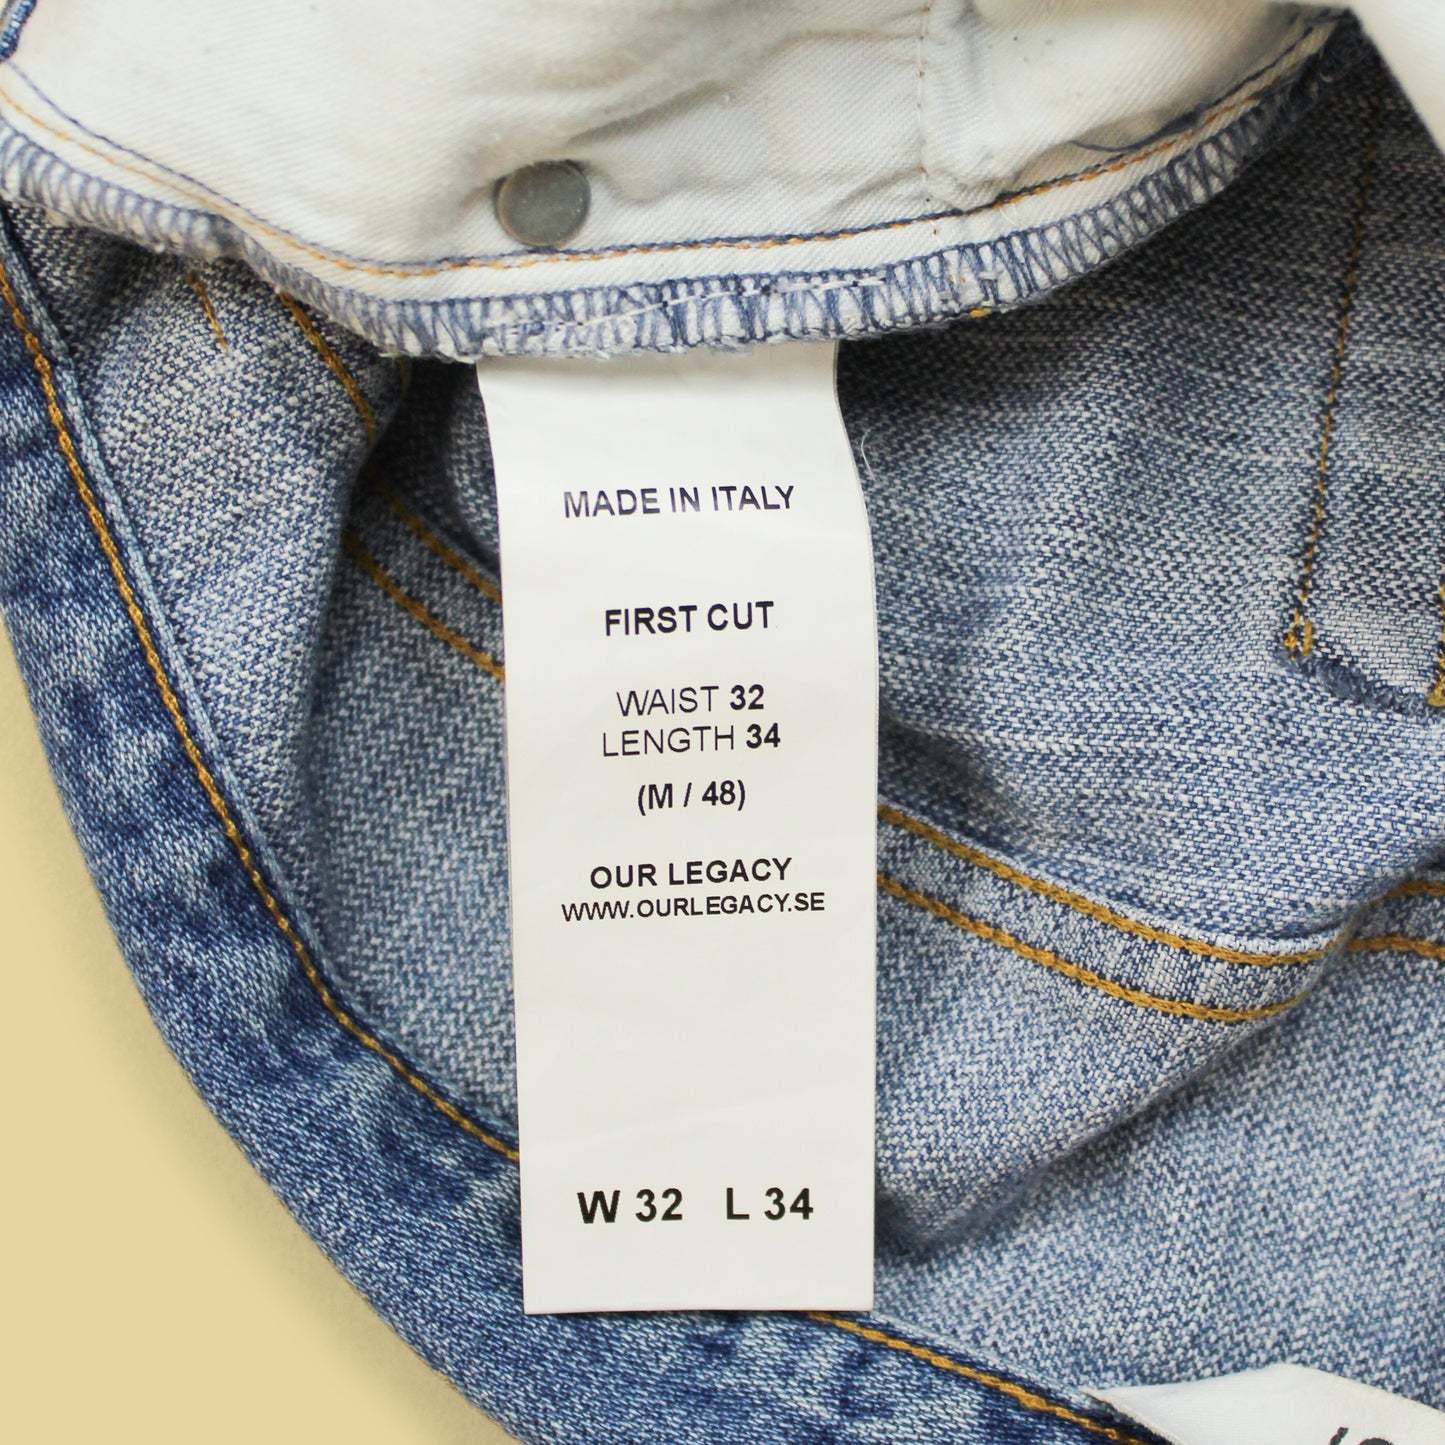 MADE IN ITALY
FIRST CUT
WAIST 32
LENGTH 34
(M / 48)
OUR LEGACY
WWW.OURLEGACY.SE
W 32 L 34